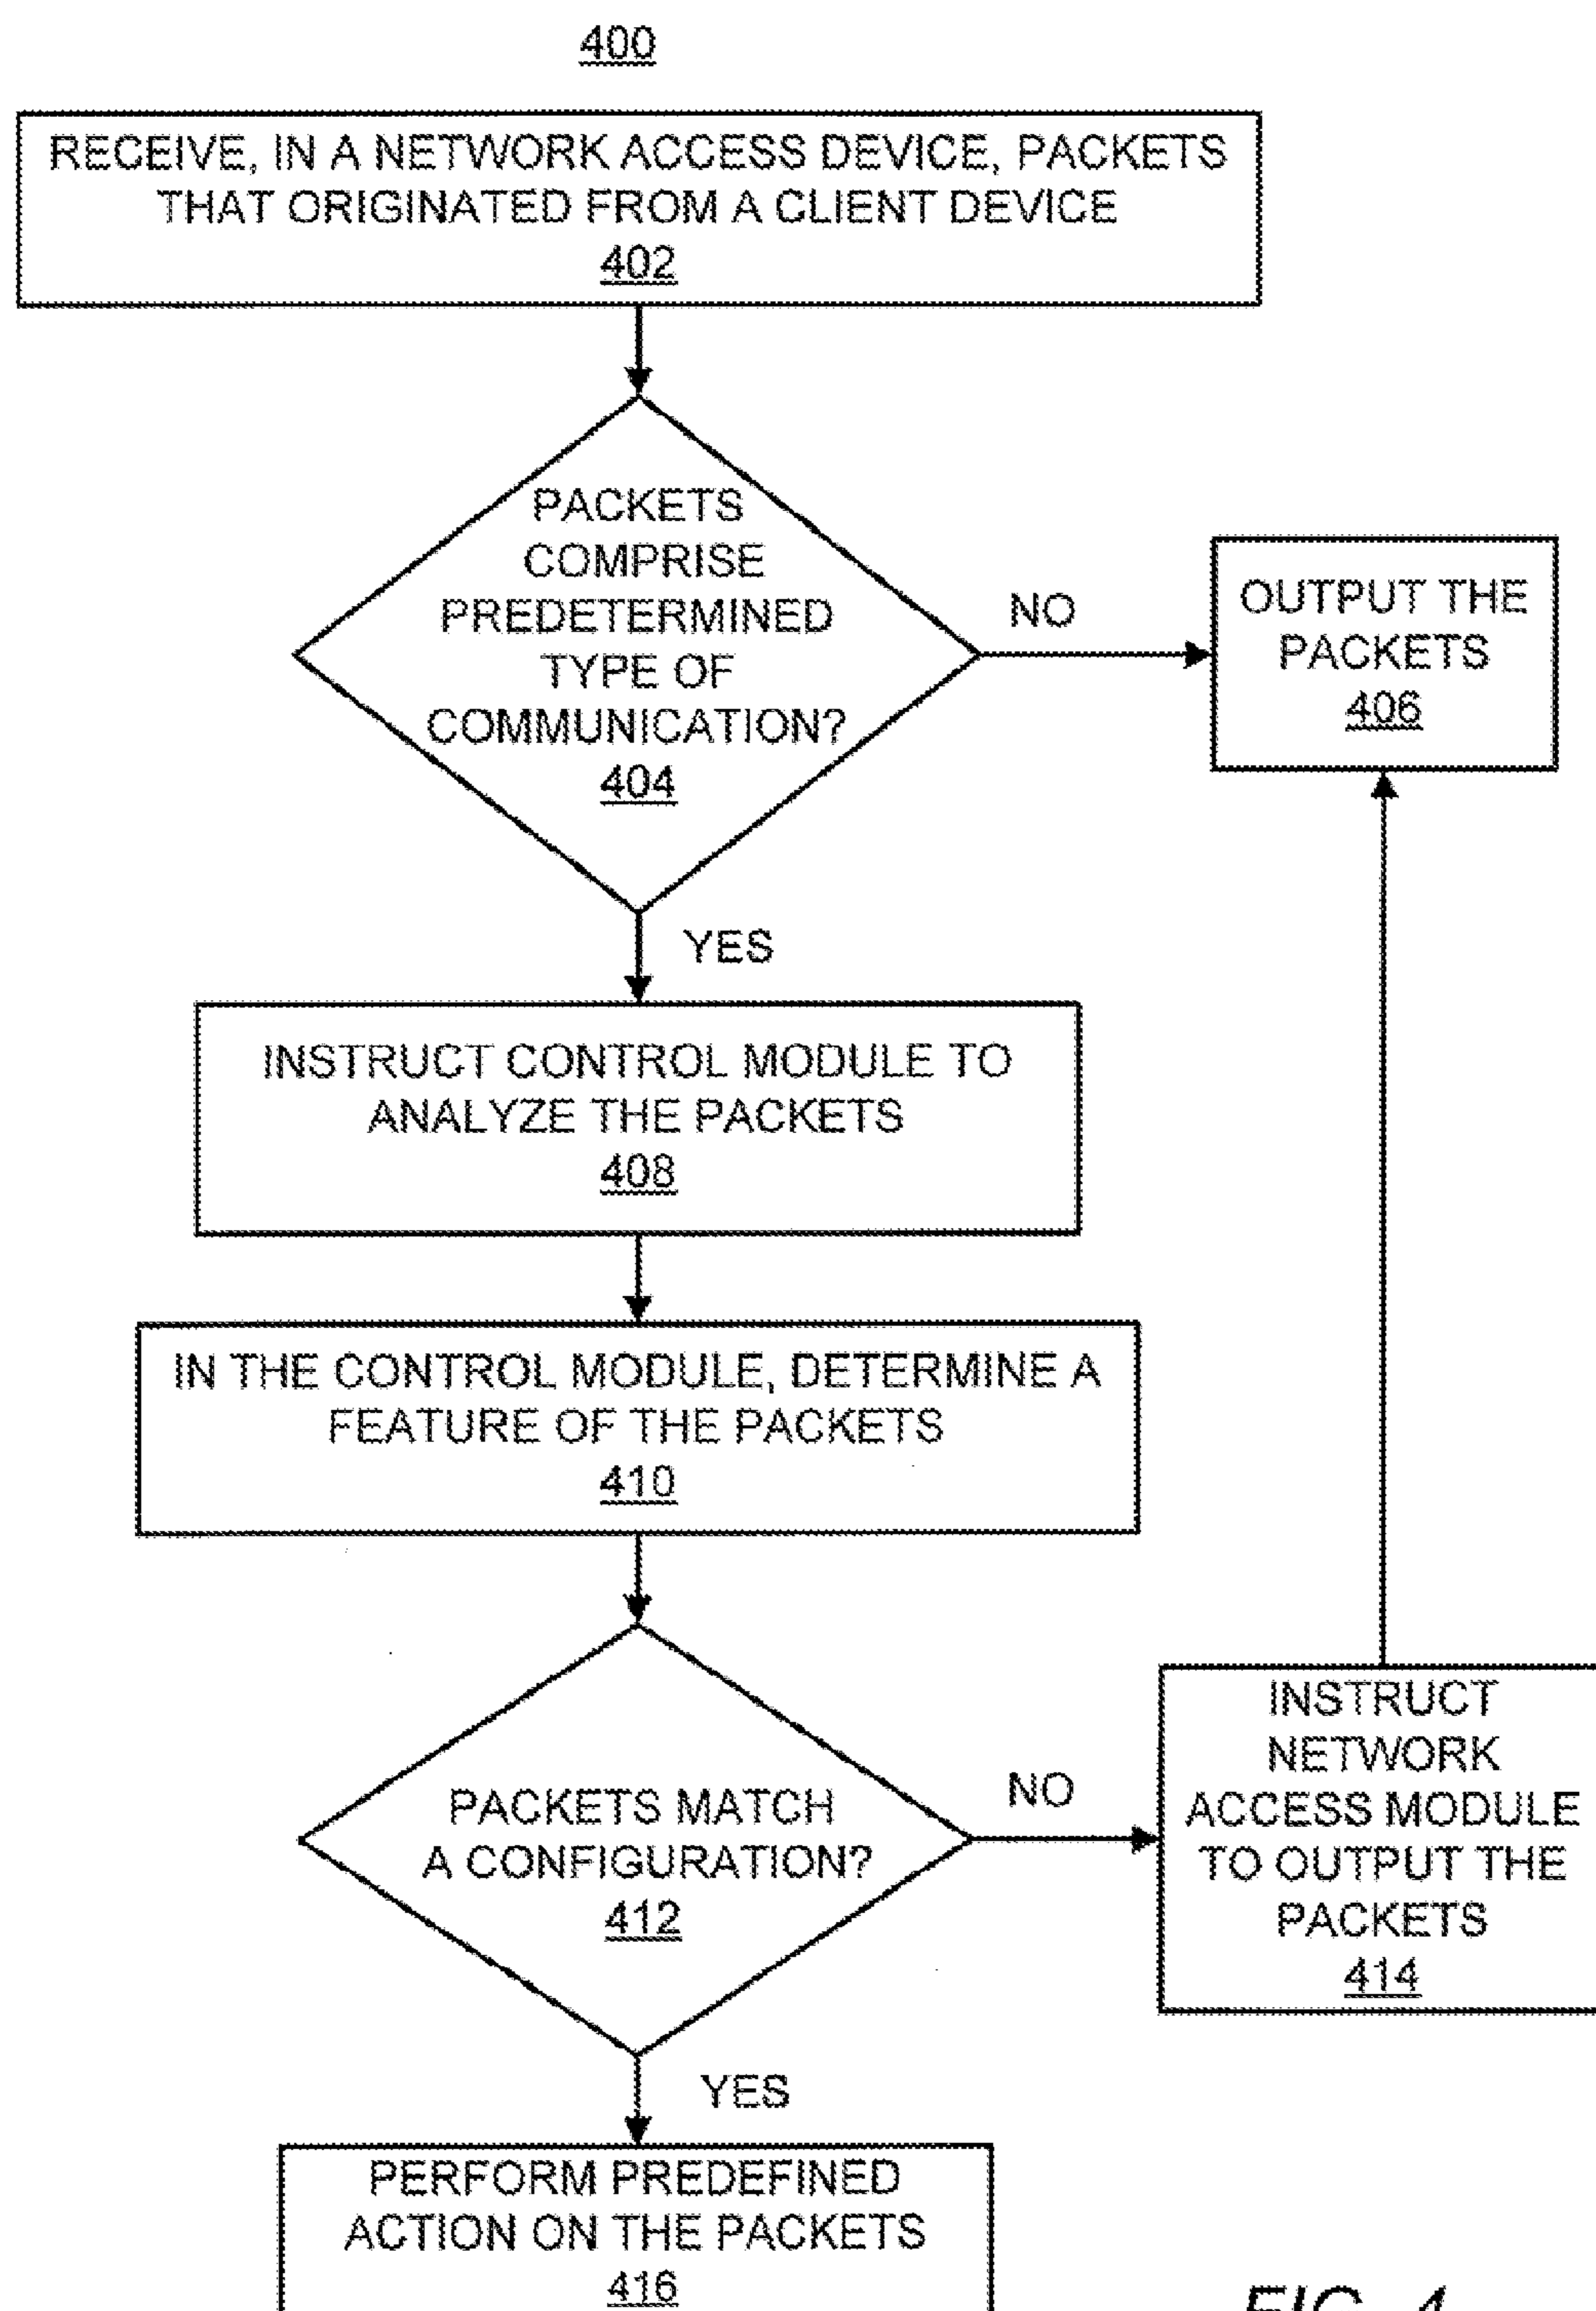 400
RECEIVE, IN A NETWORK ACCESS DEVICE, PACKETS
THAT ORIGINATED FROM A CLIENT DEVICE
402
PACKETS
COMPRISE
PREDETERMINED
TYPE OF
COMMUNICATION?
404
NO
OUTPUT THE
PACKETS
406
YES
INSTRUCT CONTROL MODULE TO
ANALYZE THE PACKETS
408
IN THE CONTROL MODULE, DETERMINE A
FEATURE OF THE PACKETS
410
PACKETS MATCH
A CONFIGURATION?
412
NO
INSTRUCT
NETWORK
ACCESS MODULE
TO OUTPUT THE
PACKETS
414
YES
PERFORM PREDEFINED
ACTION ON THE PACKETS
416
FIG. 4